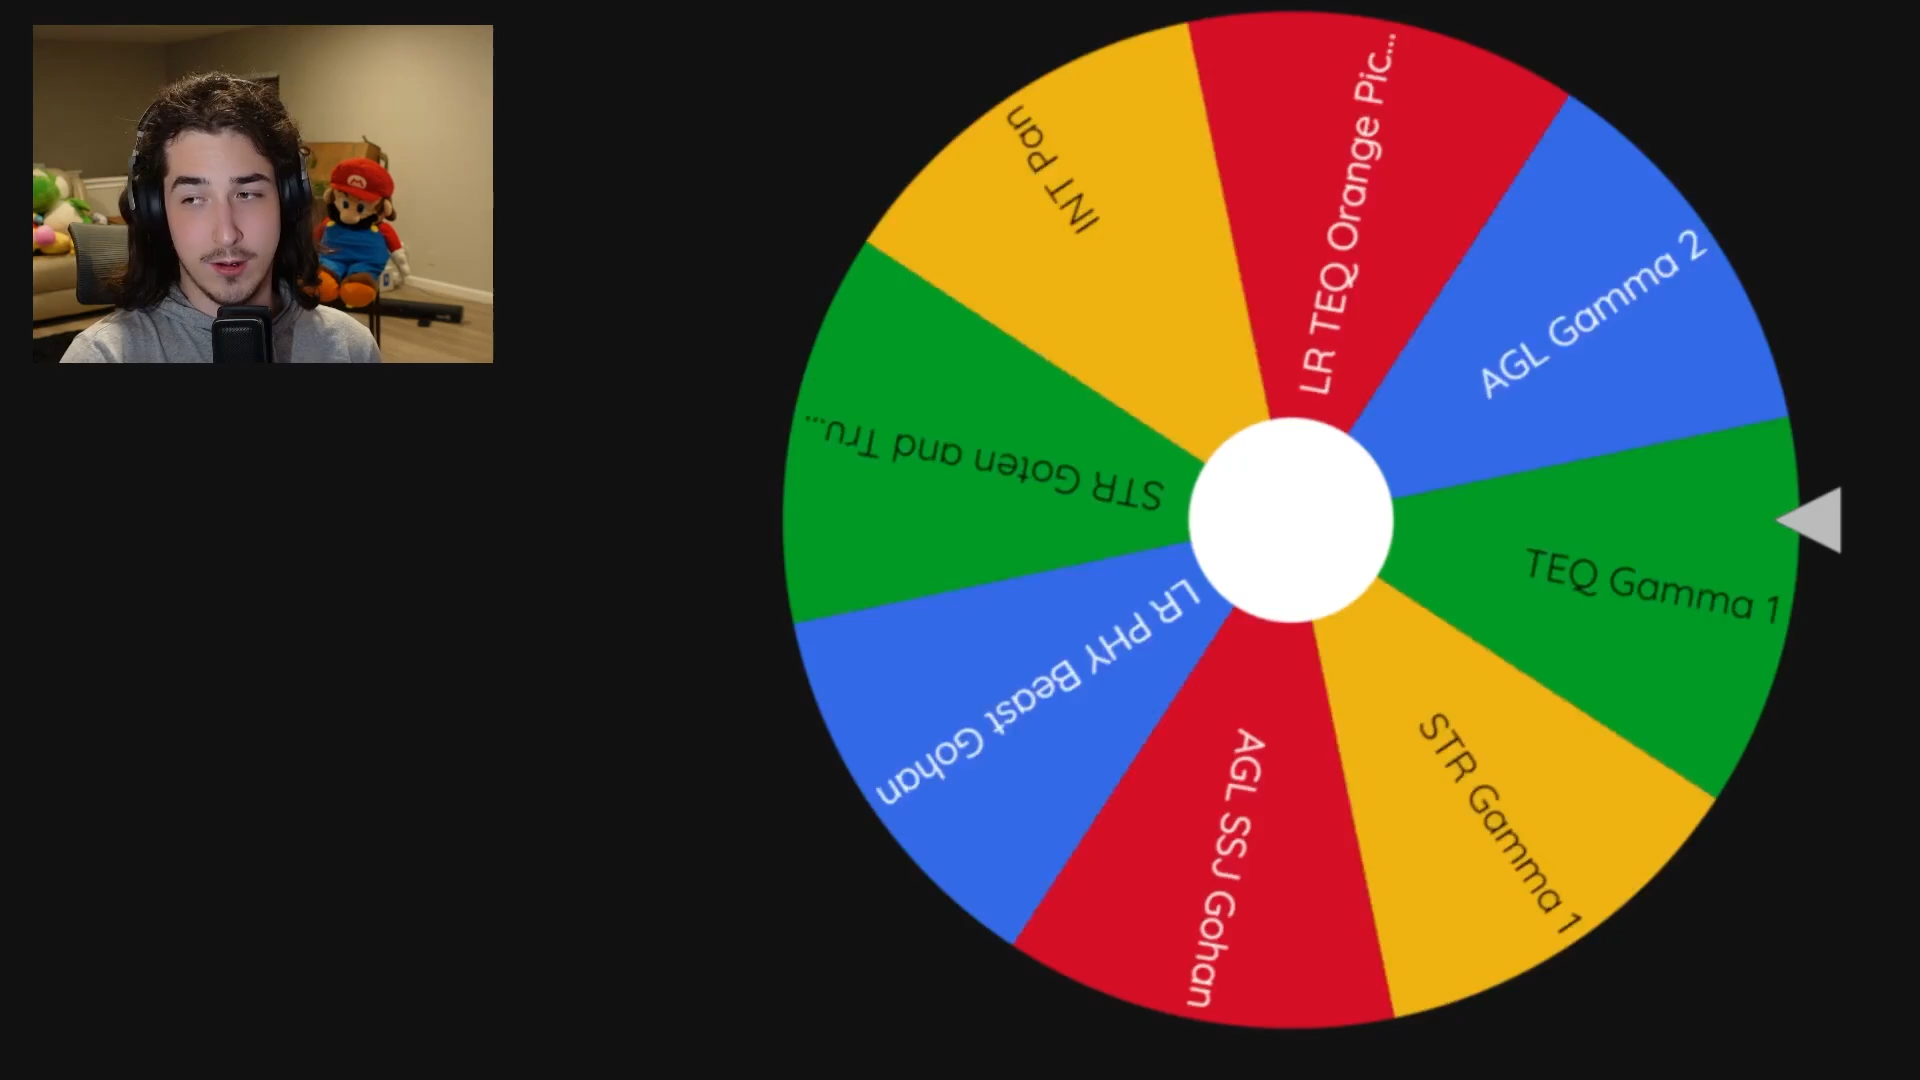 LR TEQ Orange Pic...
AGL Gamma 2
TEQ Gamma 1
STR Gamma 1
AGL SSJ Gohan
LR PHY Beast Gohan
STR Goten and Tru...
INT Pan